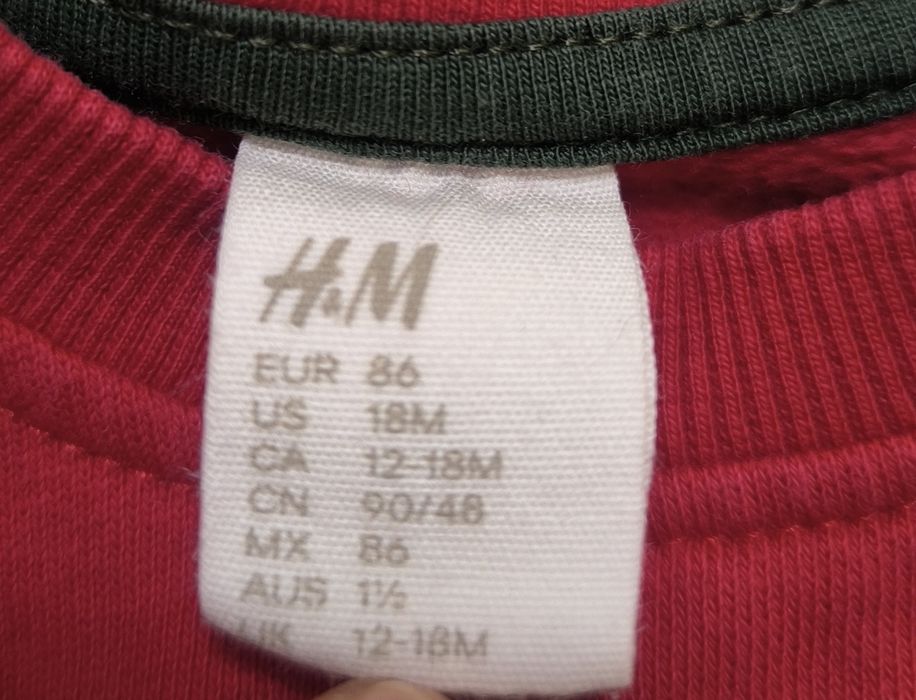 H&M
EUR 86
US 18M
CA 12-18M
CN 90/48
MX 86
AUS 1½
UK 12-18M